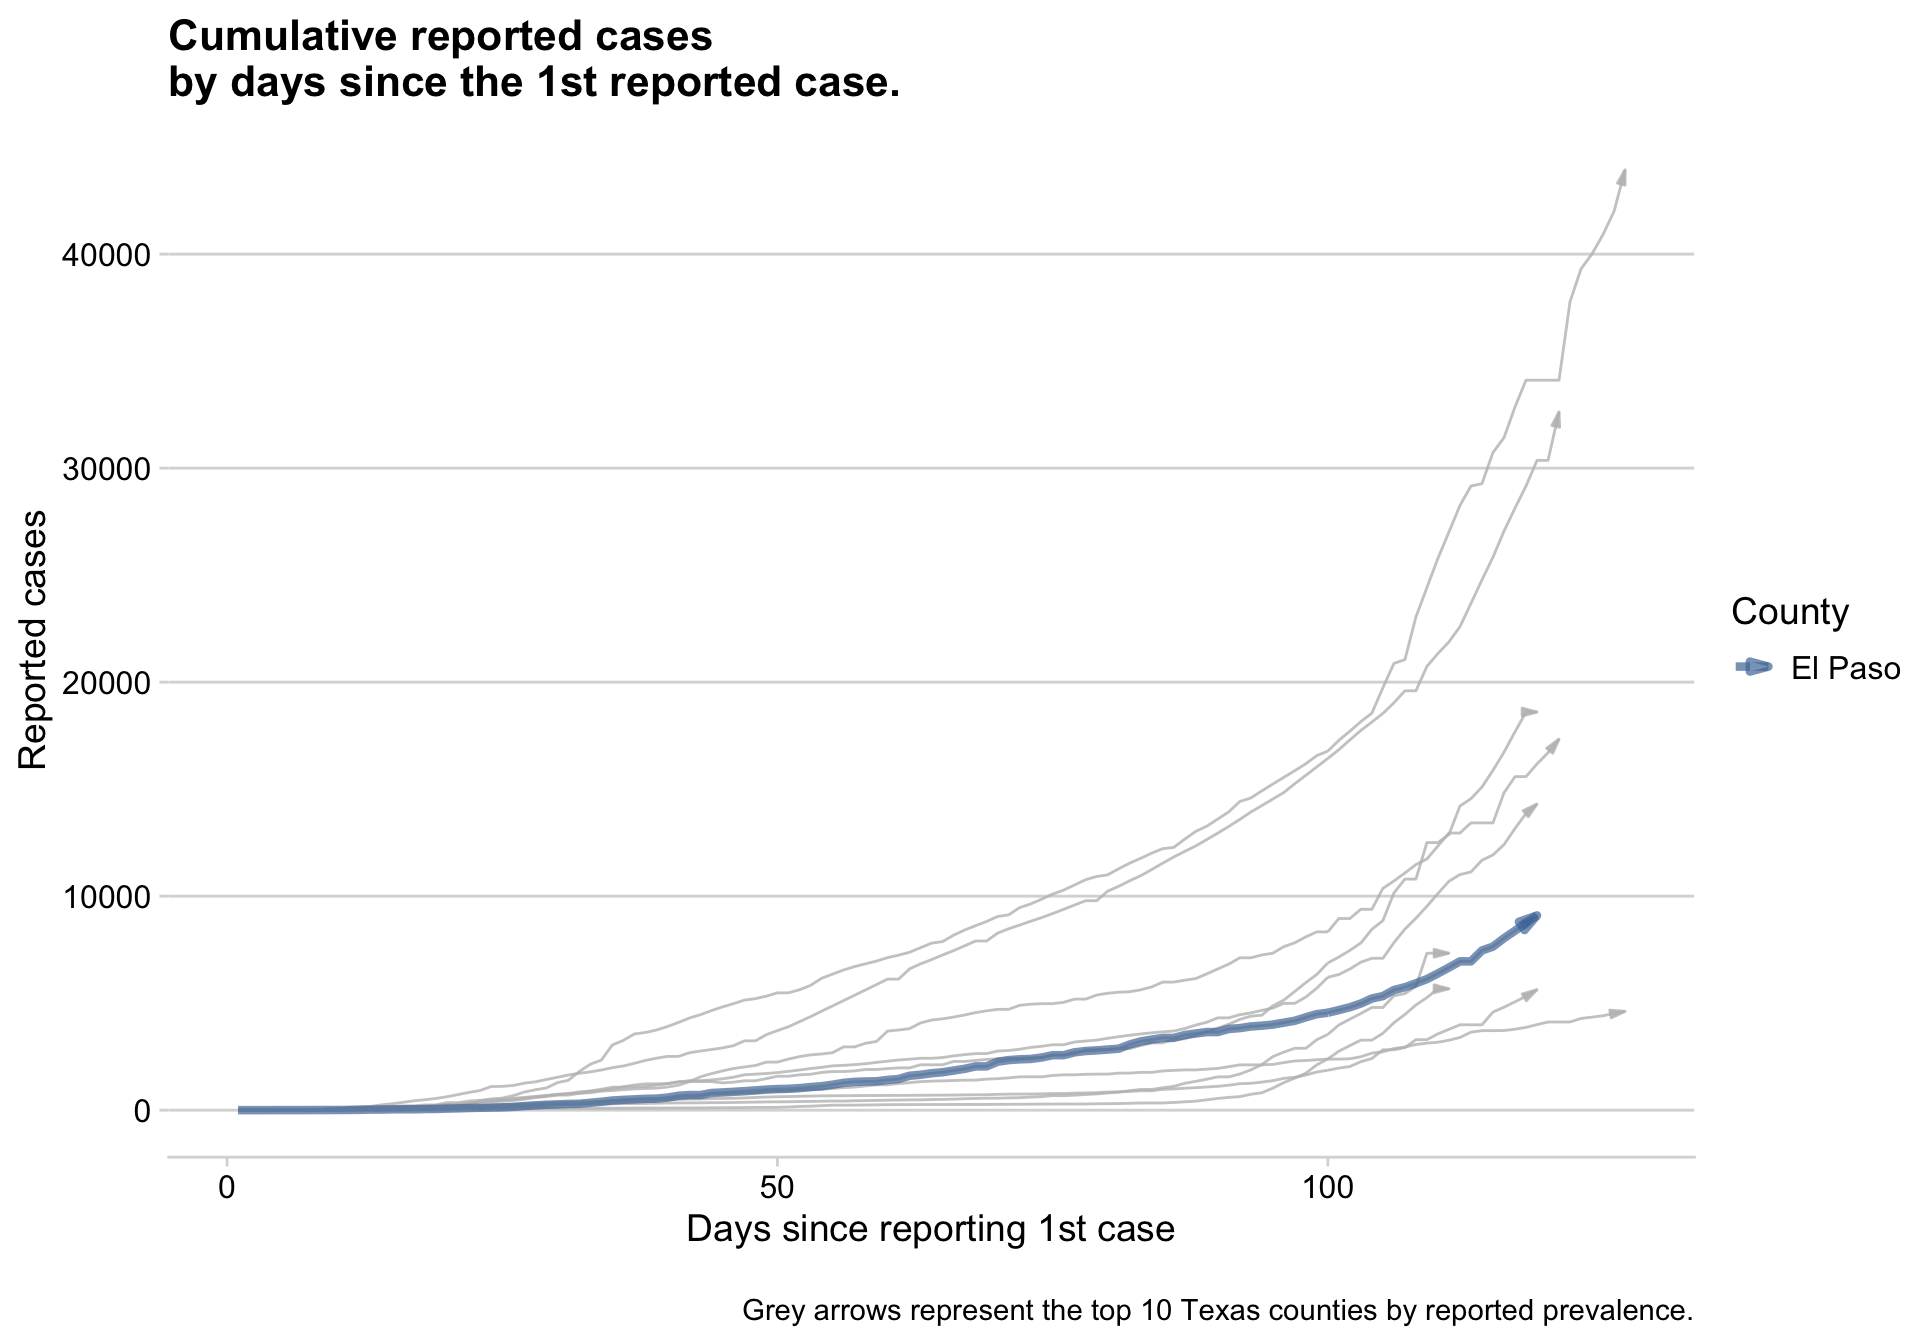 Cumulative reported cases
by days since the 1st reported case.
40000
30000
20000
10000
0
Reported cases
0 50 100
Days since reporting 1st case
County
El Paso
Grey arrows represent the top 10 Texas counties by reported prevalence.